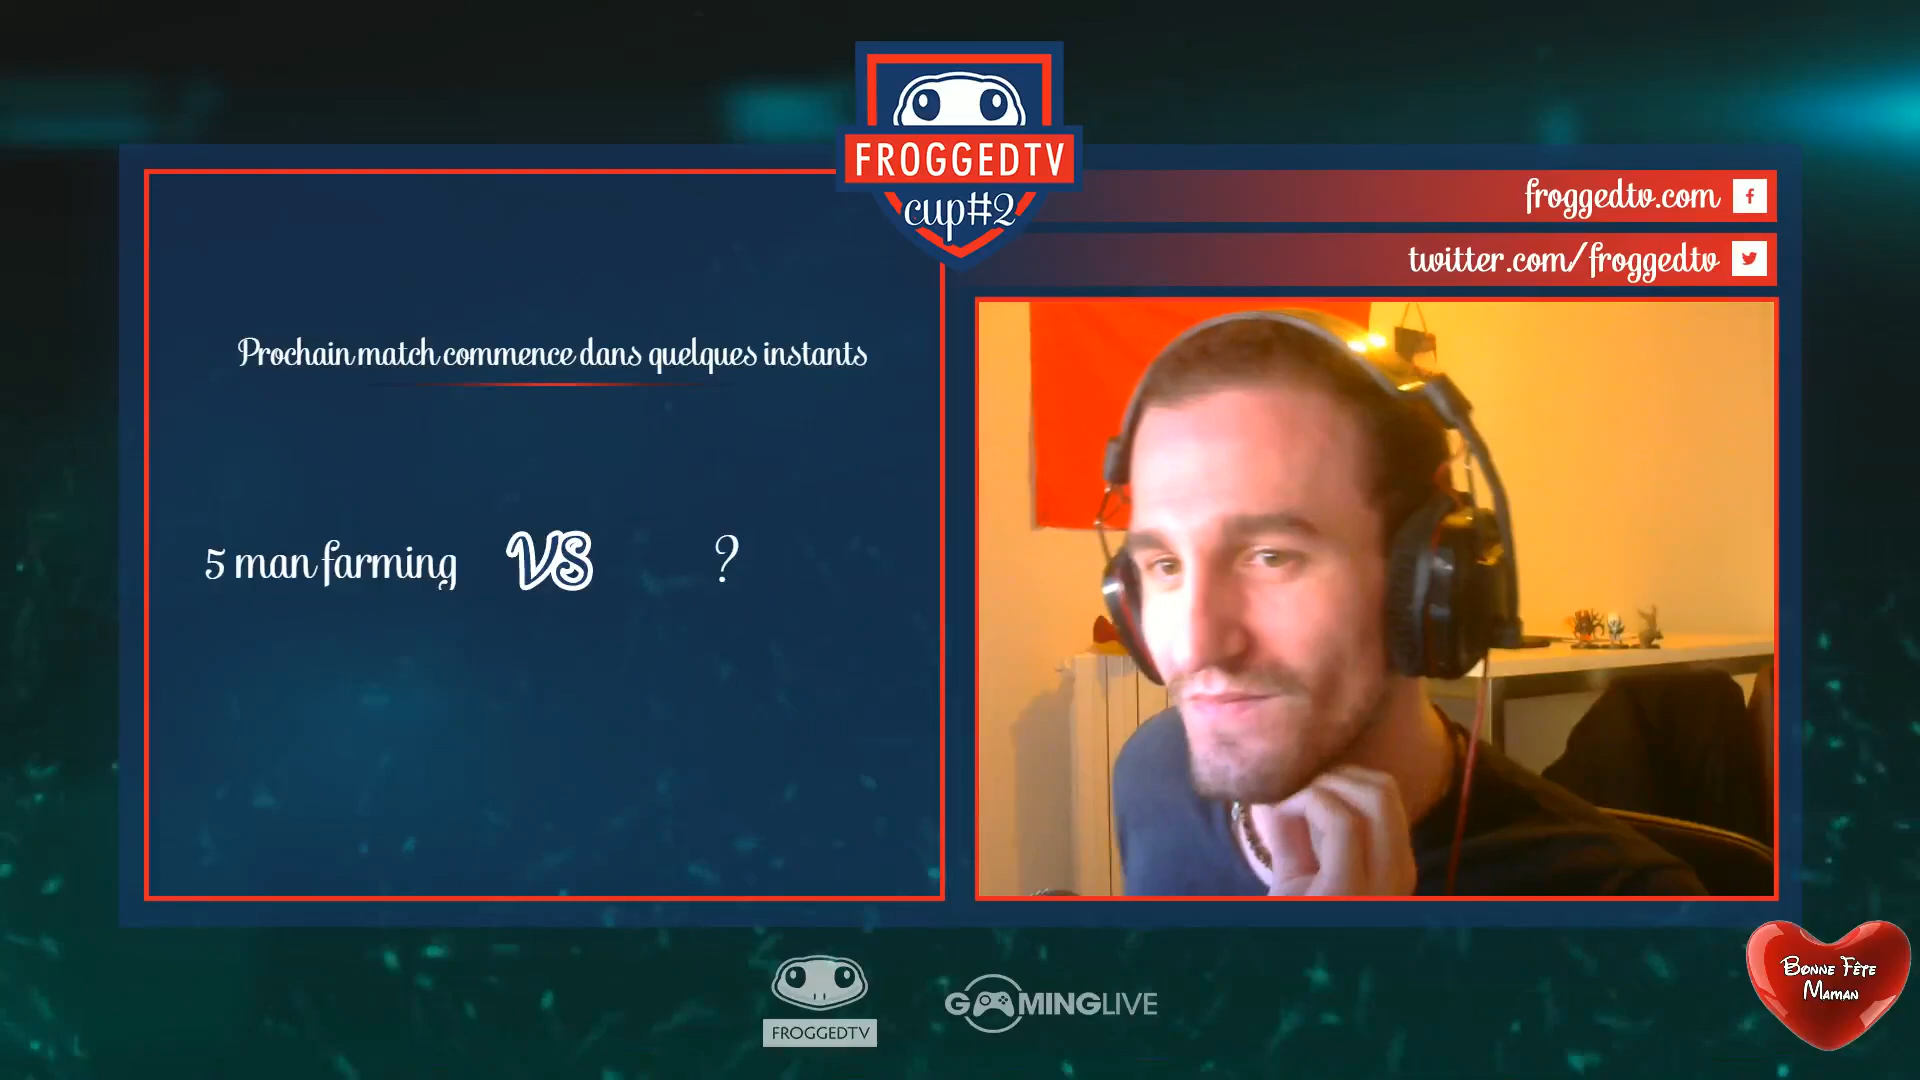 FROGGEDTV
cup#2
froggedtv.com
twitter.com/froggedtv
Prochain match commence dans quelques instants
5 man farming VS ?
FROGGEDTV
GAMINGLIVE
Bonne Fête
Maman